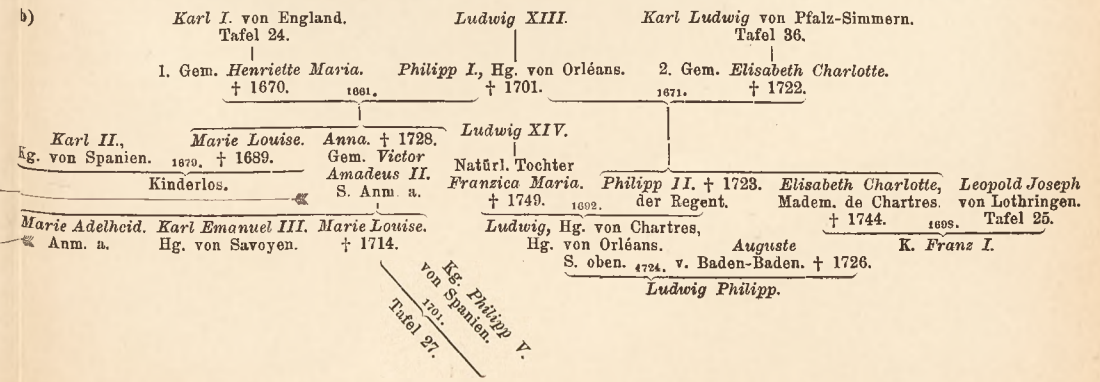 b)
Karl I. von England.
Tafel 24.
Ludwig XIII.
Karl Ludwig von Pfalz-Simmern.
Tafel 36.
1. Gem. Henriette Maria.
† 1670.
1661.
Philipp I., Hg. von Orléans.
† 1701.
1671.
2. Gem. Elisabeth Charlotte.
† 1722.
Karl II.,
Kg. von Spanien.
1679.
Marie Louise.
† 1689.
Kinderlos.
Anna. † 1728.
Gem. Victor
Amadeus II.
S. Anm. a.
Ludwig XIV.
Natürl. Tochter
Franzica Maria.
† 1749.
1692.
Philipp II. † 1723.
der Regent.
Elisabeth Charlotte,
Madem. de Chartres.
† 1744.
1698.
Leopold Joseph
von Lothringen.
Tafel 25.
Marie Adelheid.
Anm. a.
Karl Emanuel III.
Hg. von Savoyen.
Marie Louise.
† 1714.
Ludwig, Hg. von Chartres,
Hg. von Orléans.
S. oben.
1724.
Auguste
v. Baden-Baden. † 1726.
K. Franz I.
Ludwig Philipp.
Kg. Philipp V.
von Spanien.
1701.
Tafel 27.